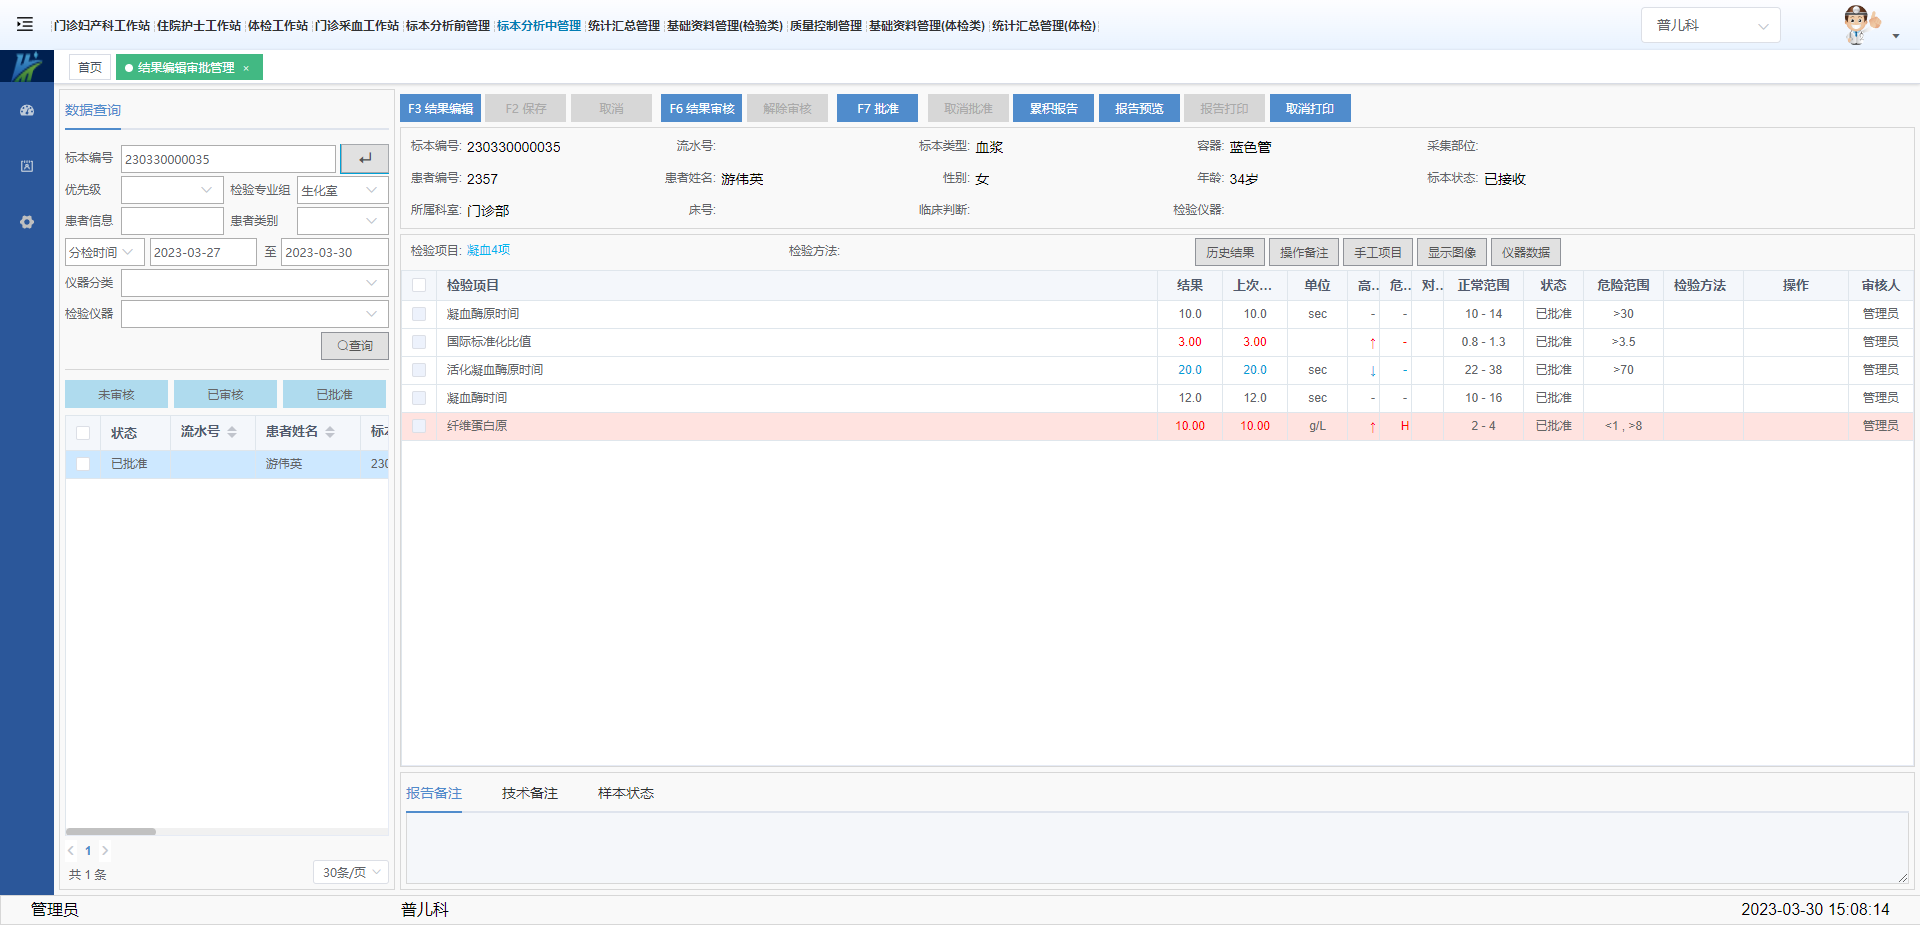 门诊妇产科工作站 住院护士工作站 体检工作站 门诊采血工作站 标本分析前管理 标本分析中管理 统计汇总管理 基础资料管理(检验类) 质量控制管理 基础资料管理(体检类) 统计汇总管理(体检) 普儿科
首页 结果编辑审批管理 ×
数据查询
标本编号 230330000035
优先级 检验专业组 生化室
患者信息 患者类别
分检时间 2023-03-27 至 2023-03-30
仪器分类
检验仪器
查询
未审核 已审核 已批准
状态 流水号 患者姓名 标本
已批准 游伟英 230
1
共 1 条 30条/页
F3 结果编辑 F2 保存 取消 F6 结果审核 解除审核 F7 批准 取消批准 累积报告 报告预览 报告打印 取消打印
标本编号: 230330000035 流水号: 标本类型: 血浆 容器: 蓝色管 采集部位:
患者编号: 2357 患者姓名: 游伟英 性别: 女 年龄: 34岁 标本状态: 已接收
所属科室: 门诊部 床号: 临床判断: 检验仪器:
检验项目: 凝血4项 检验方法: 历史结果 操作备注 手工项目 显示图像 仪器数据
检验项目 结果 上次... 单位 高.. 危.. 对.. 正常范围 状态 危险范围 检验方法 操作 审核人
凝血酶原时间 10.0 10.0 sec - - 10 - 14 已批准 >30 管理员
国际标准化比值 3.00 3.00 ↑ - 0.8 - 1.3 已批准 >3.5 管理员
活化凝血酶原时间 20.0 20.0 sec ↓ - 22 - 38 已批准 >70 管理员
凝血酶时间 12.0 12.0 sec - - 10 - 16 已批准 管理员
纤维蛋白原 10.00 10.00 g/L ↑ H 2 - 4 已批准 <1 , >8 管理员
报告备注 技术备注 样本状态
管理员 普儿科 2023-03-30 15:08:14